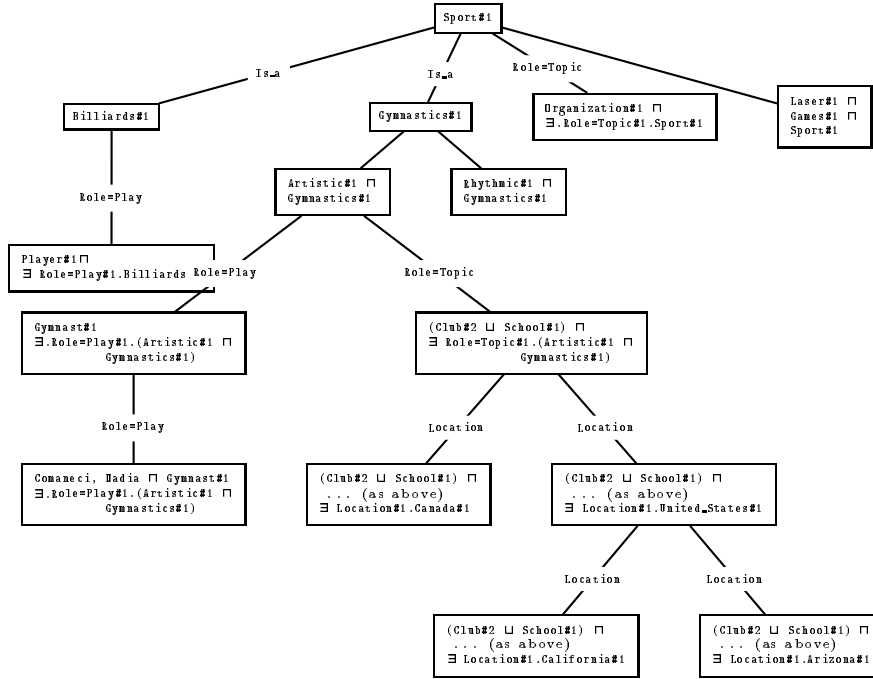 Sport#1
Is_a
Is_a
Role=Topic
Billiards#1
Gymnastics#1
Organization#1 ⊓
∃.Role=Topic#1.Sport#1
Laser#1 ⊓
Games#1 ⊓
Sport#1
Role=Play
Artistic#1 ⊓
Gymnastics#1
Rhythmic#1 ⊓
Gymnastics#1
Player#1⊓
∃ Role=Play#1.Billiards
Role=Play
Role=Topic
Gymnast#1
∃.Role=Play#1.(Artistic#1 ⊓
Gymnastics#1)
(Club#2 ⊔ School#1) ⊓
∃ Role=Topic#1.(Artistic#1 ⊓
Gymnastics#1)
Role=Play
Location
Location
Comaneci, Nadia ⊓ Gymnast#1
∃.Role=Play#1.(Artistic#1 ⊓
Gymnastics#1)
(Club#2 ⊔ School#1) ⊓
... (as above)
∃ Location#1.Canada#1
(Club#2 ⊔ School#1) ⊓
... (as above)
∃ Location#1.United_States#1
Location
Location
(Club#2 ⊔ School#1) ⊓
... (as above)
∃ Location#1.California#1
(Club#2 ⊔ School#1) ⊓
... (as above)
∃ Location#1.Arizona#1